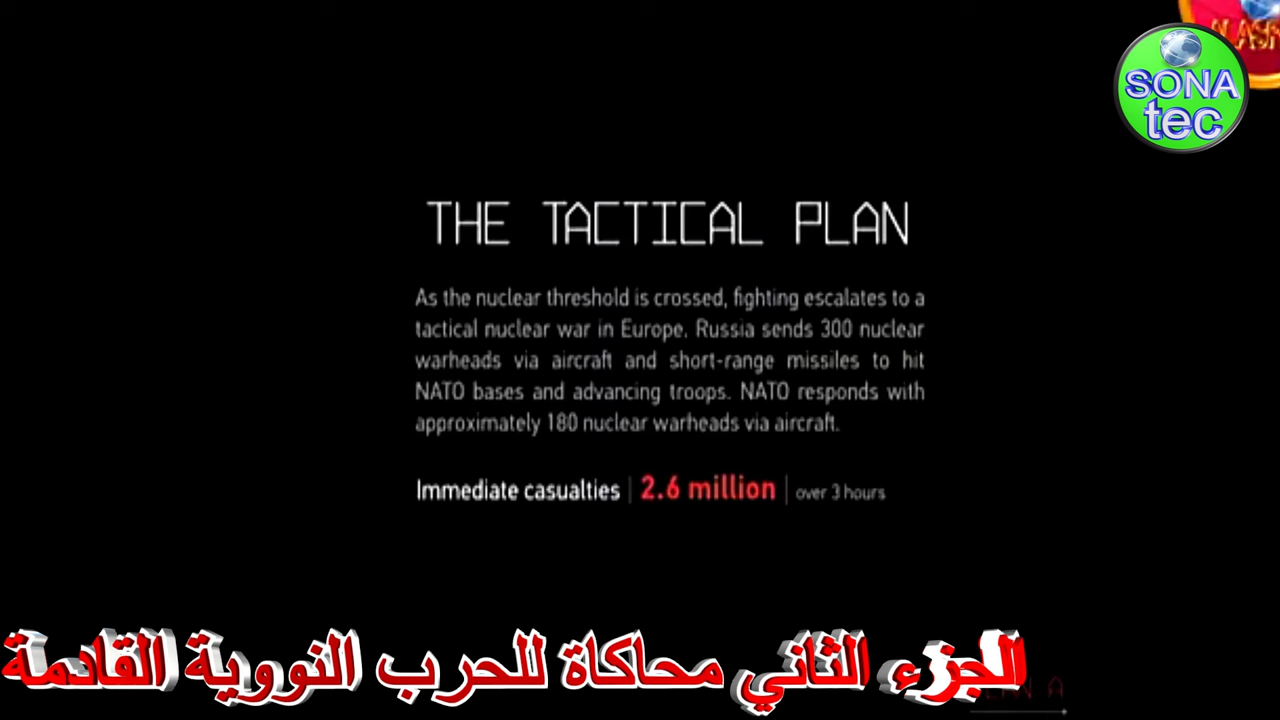 SONA
tec
THE TACTICAL PLAN
As the nuclear threshold is crossed, fighting escalates to a
tactical nuclear war in Europe. Russia sends 300 nuclear
warheads via aircraft and short-range missiles to hit
NATO bases and advancing troops. NATO responds with
approximately 180 nuclear warheads via aircraft.
Immediate casualties | 2.6 million | over 3 hours
الجزء الثاني محاكاة للحرب النووية القادمة